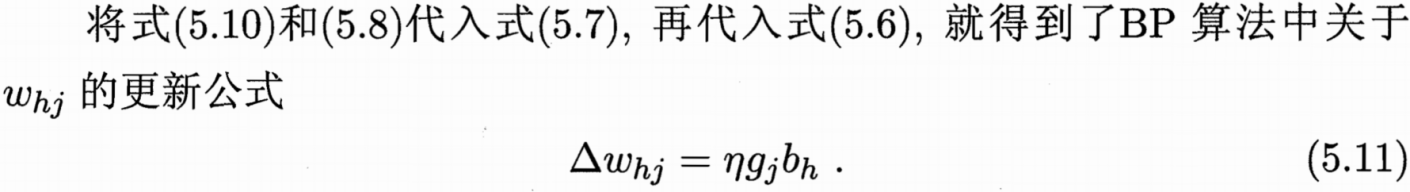 将式(5.10)和(5.8)代入式(5.7), 再代入式(5.6), 就得到了BP 算法中关于
w_{hj} 的更新公式
Δw_{hj} = ηg_jb_h . (5.11)